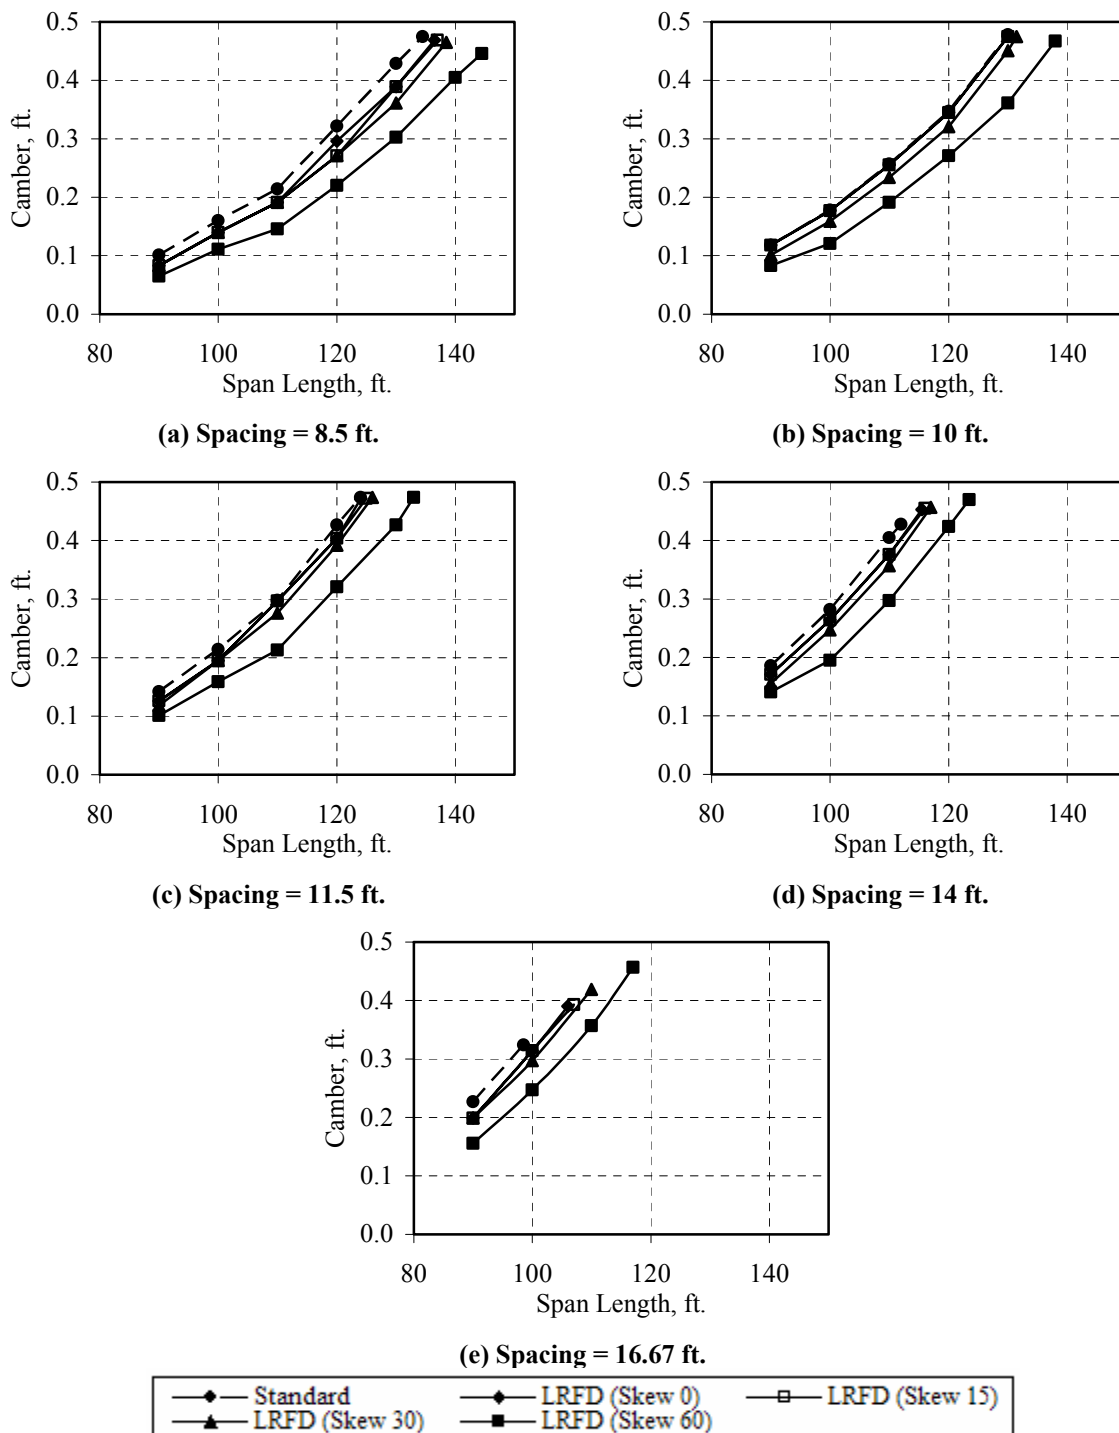 0.5
0.4
0.3
0.2
0.1
0.0
Camber, ft.
80 100 120 140
Span Length, ft.
(a) Spacing = 8.5 ft.
0.5
0.4
0.3
0.2
0.1
0.0
Camber, ft.
80 100 120 140
Span Length, ft.
(b) Spacing = 10 ft.
0.5
0.4
0.3
0.2
0.1
0.0
Camber, ft.
80 100 120 140
Span Length, ft.
(c) Spacing = 11.5 ft.
0.5
0.4
0.3
0.2
0.1
0.0
Camber, ft.
80 100 120 140
Span Length, ft.
(d) Spacing = 14 ft.
0.5
0.4
0.3
0.2
0.1
0.0
Camber, ft.
80 100 120 140
Span Length, ft.
(e) Spacing = 16.67 ft.
Standard LRFD (Skew 0) LRFD (Skew 15)
LRFD (Skew 30) LRFD (Skew 60)